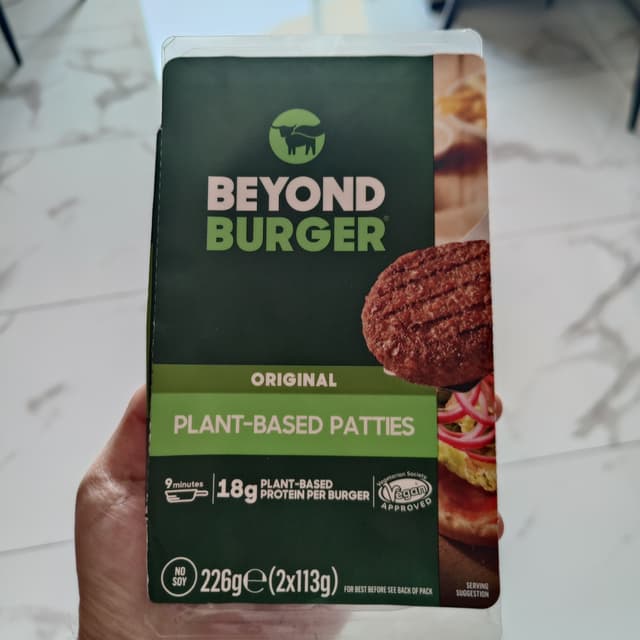 BEYOND
BURGER®
ORIGINAL
PLANT-BASED PATTIES
9 minutes
18g PLANT-BASED
PROTEIN PER BURGER
Vegetarian Society
Vegan
APPROVED
NO
SOY
226g℮(2x113g)
FOR BEST BEFORE SEE BACK OF PACK
SERVING
SUGGESTION